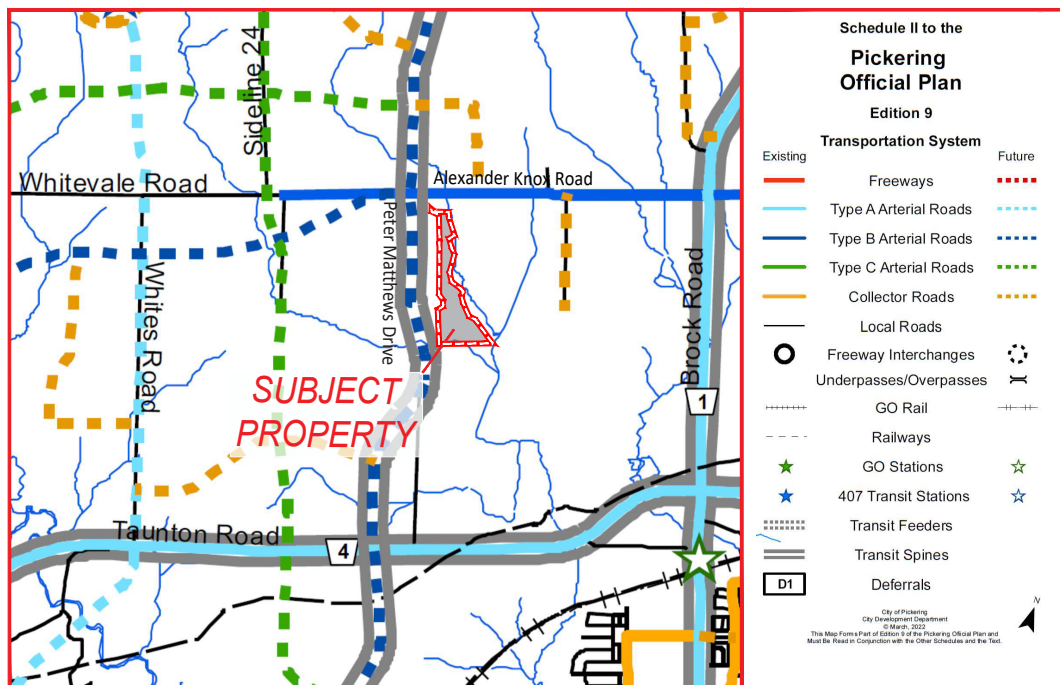 Sideline 24
Whitevale Road
Alexander Knox Road
Peter Matthews Drive
Whites Road
Brock Road
SUBJECT
PROPERTY
1
Taunton Road
4
Schedule II to the
Pickering
Official Plan
Edition 9
Transportation System
Existing Future
Freeways
Type A Arterial Roads
Type B Arterial Roads
Type C Arterial Roads
Collector Roads
Local Roads
Freeway Interchanges
Underpasses/Overpasses
GO Rail
Railways
GO Stations
407 Transit Stations
Transit Feeders
Transit Spines
D1 Deferrals
City of Pickering
City Development Department
© March, 2022
This Map Forms Part of Edition 9 of the Pickering Official Plan and
Must Be Read in Conjunction with the Other Schedules and the Text.
N